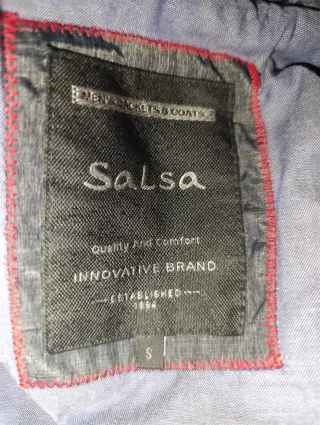 MEN'S JACKETS & COATS
Salsa
Quality And Comfort
INNOVATIVE BRAND
ESTABLISHED
1994
S